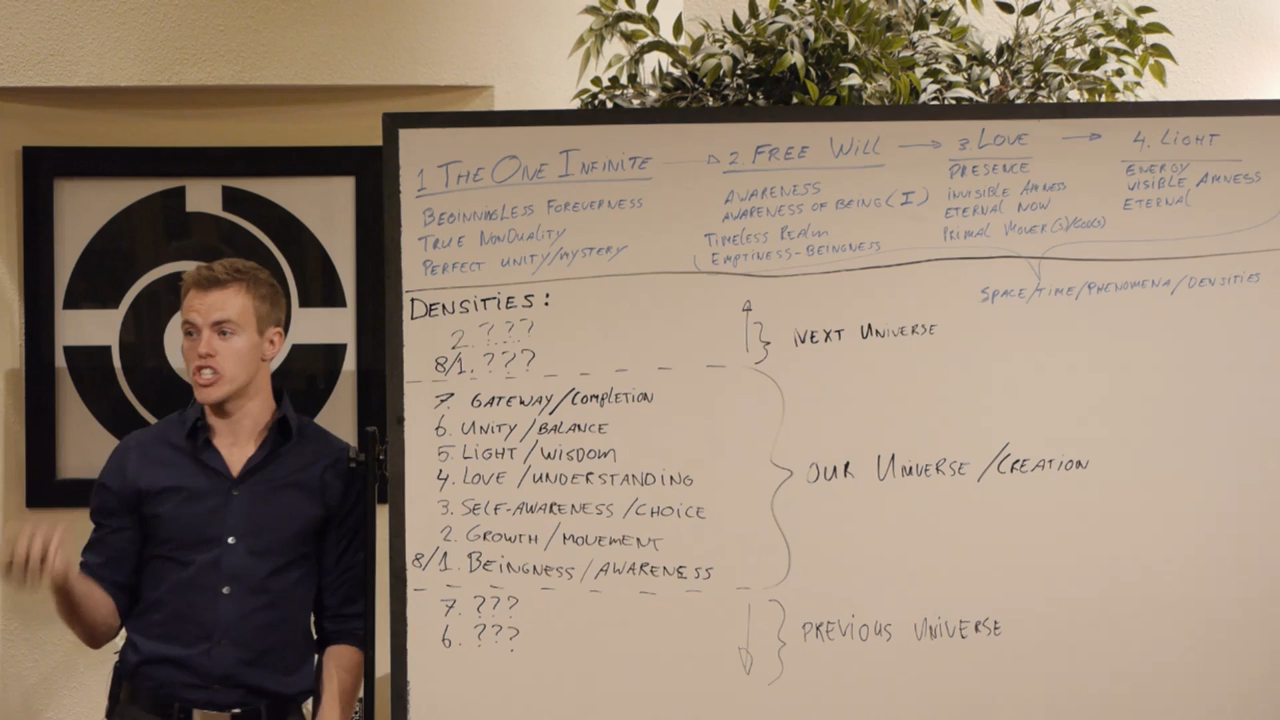 1 THE ONE INFINITE
BEGINNINGLESS FOREVERNESS
TRUE NONDUALITY
PERFECT UNITY/MYSTERY
2. FREE WILL
AWARENESS
AWARENESS OF BEING (I)
TIMELESS REALM
EMPTINESS-BEINGNESS
3. LOVE
PRESENCE
INVISIBLE AMNESS
ETERNAL NOW
PRIMAL MOVER(S)/
4. LIGHT
ENERGY
VISIBLE AMNESS
ETERNAL
SPACE/TIME/PHENOMENA/DENSITIES
DENSITIES:
2. ???
8/1. ???
NEXT UNIVERSE
7. GATEWAY/COMPLETION
6. UNITY/BALANCE
5. LIGHT/WISDOM
4. LOVE/UNDERSTANDING
3. SELF-AWARENESS/CHOICE
2. GROWTH/MOVEMENT
8/1. BEINGNESS/AWARENESS
OUR UNIVERSE/CREATION
7. ???
6. ???
PREVIOUS UNIVERSE